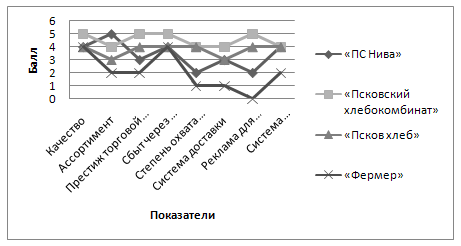 6
5
4
3
2
1
0
Балл
Качество
Ассортимент
Престиж торговой…
Сбыт через…
Степень охвата…
Система доставки
Реклама для…
Система…
Показатели
«ПС Нива»
«Псковский
хлебокомбинат»
«Псков хлеб»
«Фермер»